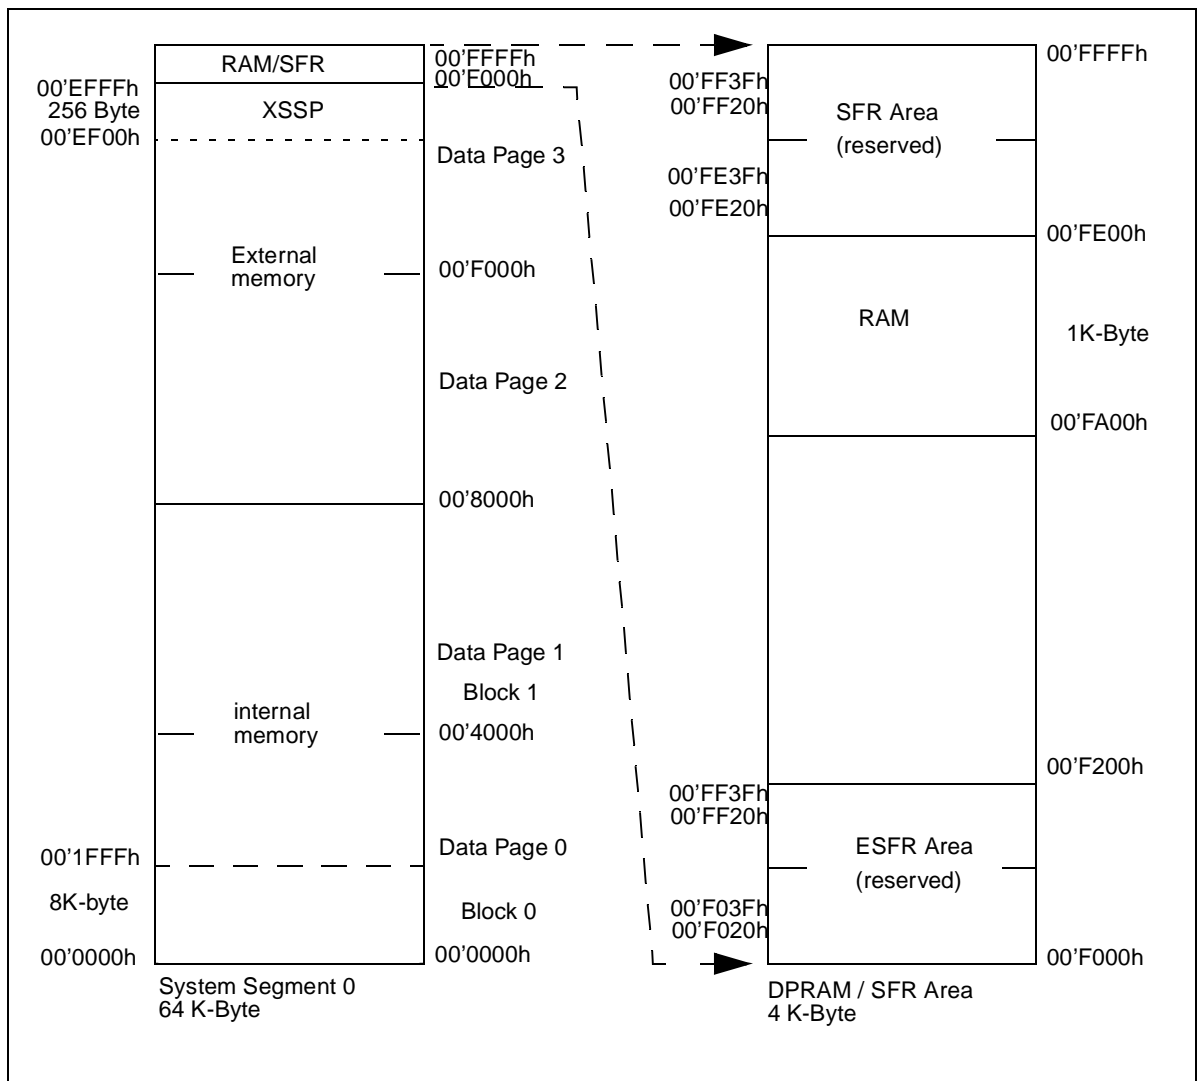 RAM/SFR
00'FFFFh
00'F000h
00'EFFFh
256 Byte
00'EF00h
XSSP
Data Page 3
External
memory
00'F000h
Data Page 2
00'8000h
Data Page 1
Block 1
internal
memory
00'4000h
00'1FFFh
Data Page 0
8K-byte
Block 0
00'0000h
00'0000h
System Segment 0
64 K-Byte
00'FFFFh
00'FF3Fh
00'FF20h
SFR Area
(reserved)
00'FE3Fh
00'FE20h
00'FE00h
RAM
1K-Byte
00'FA00h
00'F200h
00'FF3Fh
00'FF20h
ESFR Area
(reserved)
00'F03Fh
00'F020h
00'F000h
DPRAM / SFR Area
4 K-Byte